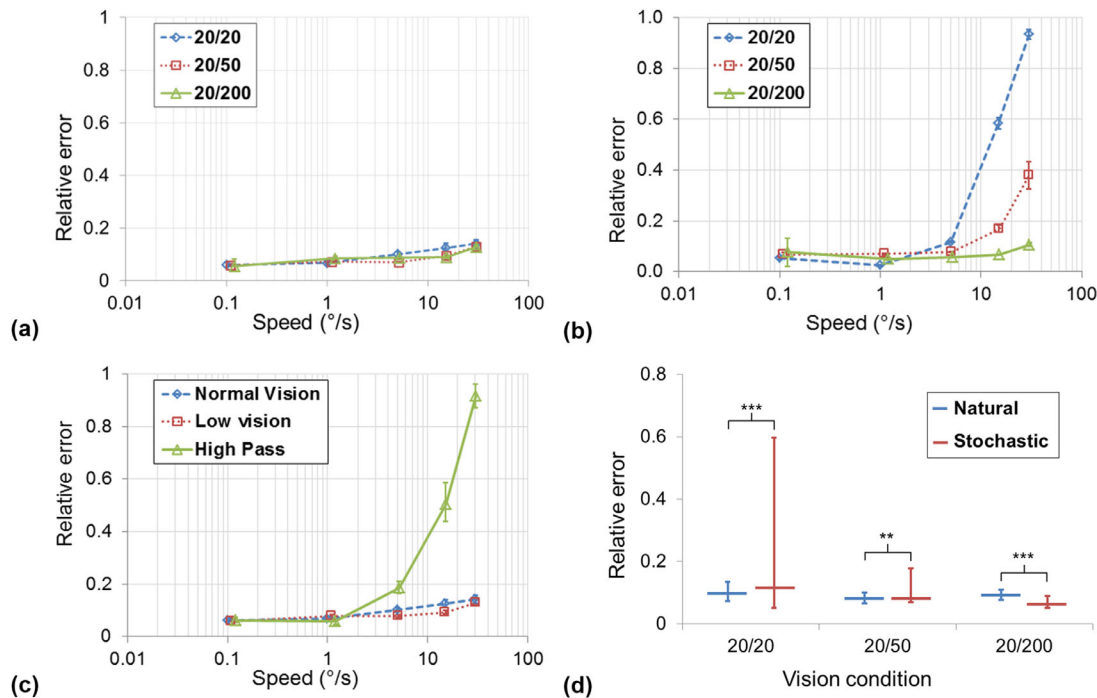 1
0.8
0.6
0.4
0.2
0
Relative error
20/20
20/50
20/200
0.01 0.1 1 10 100
Speed (°/s)
(a)
1.0
0.8
0.6
0.4
0.2
0.0
Relative error
20/20
20/50
20/200
0.01 0.1 1 10 100
Speed (°/s)
(b)
1
0.8
0.6
0.4
0.2
0
Relative error
Normal Vision
Low vision
High Pass
0.01 0.1 1 10 100
Speed (°/s)
(c)
0.8
0.6
0.4
0.2
0
Relative error
Natural
Stochastic
***
**
***
20/20 20/50 20/200
Vision condition
(d)